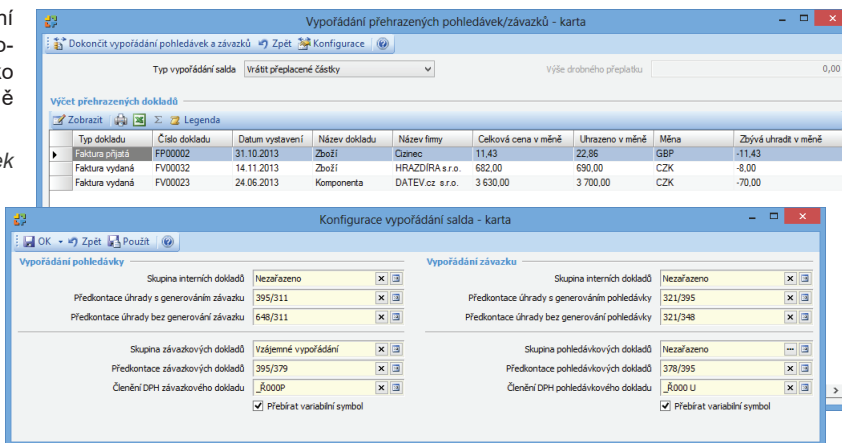 ní
o-
ko
ě
ek
Vypořádání přehrazených pohledávek/závazků - karta
Dokončit vypořádání pohledávek a závazků Zpět Konfigurace
Typ vypořádání salda Vrátit přeplacené částky Výše drobného přeplatku 0,00
Výčet přehrazených dokladů
Zobrazit Σ Legenda
Typ dokladu Číslo dokladu Datum vystavení Název dokladu Název firmy Celková cena v měně Uhrazeno v měně Měna Zbývá uhradit v měně
Faktura přijatá FP00002 31.10.2013 Zboží Cizinec 11,43 22,86 GBP -11,43
Faktura vydaná FV00032 14.11.2013 Zboží HRAZDÍRA s.r.o. 682,00 690,00 CZK -8,00
Faktura vydaná FV00023 24.06.2013 Komponenta DATEV.cz s.r.o. 3 630,00 3 700,00 CZK -70,00
Konfigurace vypořádání salda - karta
OK Zpět Použít
Vypořádání pohledávky Vypořádání závazku
Skupina interních dokladů Nezařazeno Skupina interních dokladů Nezařazeno
Předkontace úhrady s generováním závazku 395/311 Předkontace úhrady s generováním pohledávky 321/395
Předkontace úhrady bez generování závazku 648/311 Předkontace úhrady bez generování pohledávky 321/348
Skupina závazkových dokladů Vzájemné vypořádání Skupina pohledávkových dokladů Nezařazeno
Předkontace závazkových dokladů 395/379 Předkontace pohledávkových dokladů 378/395
Členění DPH závazkového dokladu _Ř000P Členění DPH pohledávkového dokladu _Ř000 U
Přebírat variabilní symbol Přebírat variabilní symbol